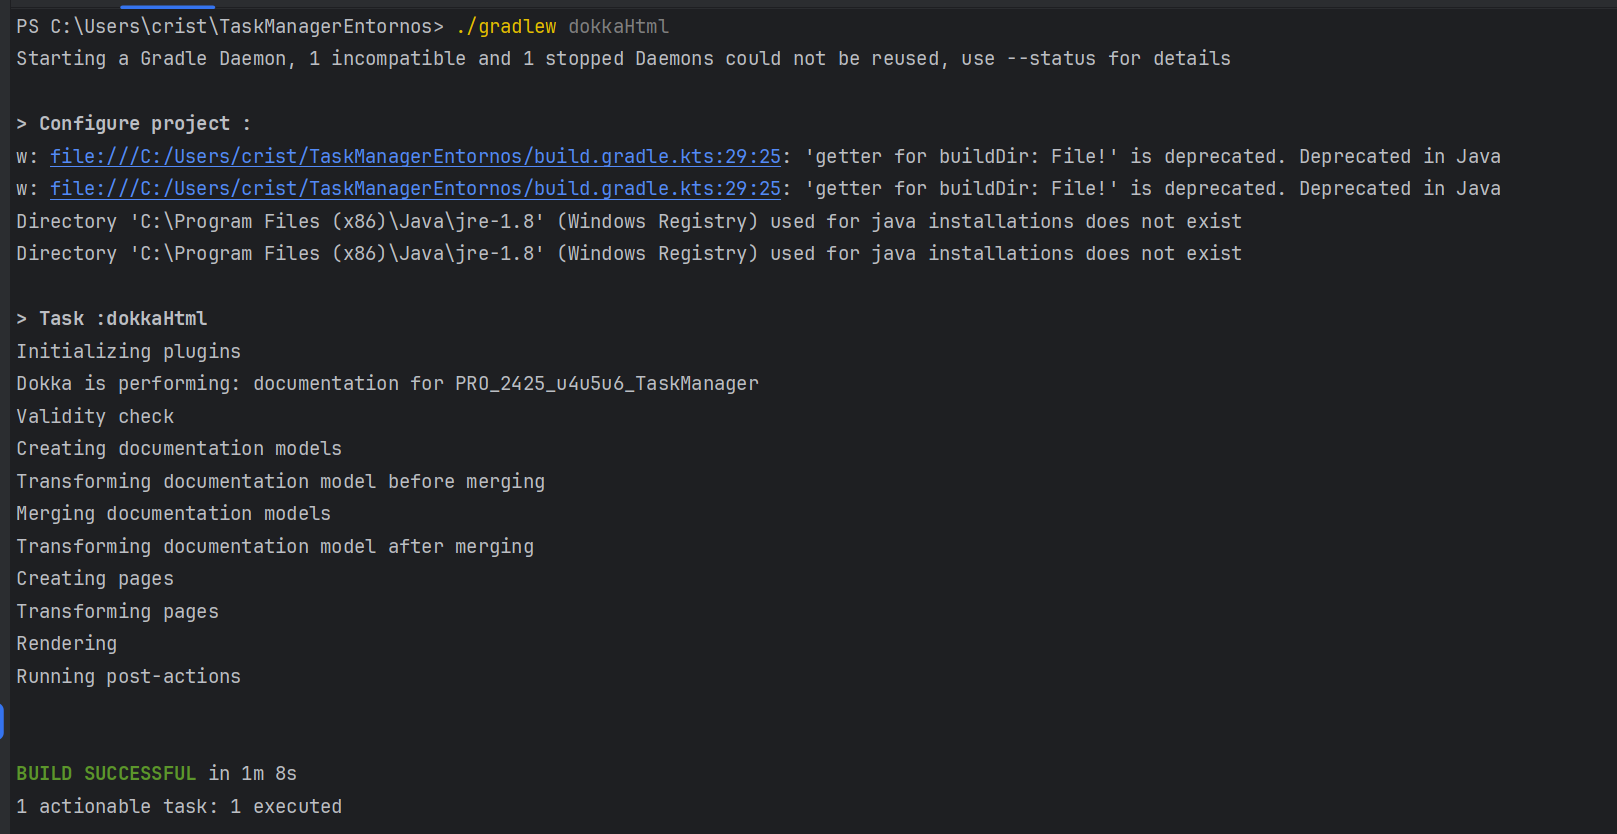 PS C:\Users\crist\TaskManagerEntornos> ./gradlew dokkaHtml
Starting a Gradle Daemon, 1 incompatible and 1 stopped Daemons could not be reused, use --status for details
> Configure project :
w: file:///C:/Users/crist/TaskManagerEntornos/build.gradle.kts:29:25: 'getter for buildDir: File!' is deprecated. Deprecated in Java
w: file:///C:/Users/crist/TaskManagerEntornos/build.gradle.kts:29:25: 'getter for buildDir: File!' is deprecated. Deprecated in Java
Directory 'C:\Program Files (x86)\Java\jre-1.8' (Windows Registry) used for java installations does not exist
Directory 'C:\Program Files (x86)\Java\jre-1.8' (Windows Registry) used for java installations does not exist
> Task :dokkaHtml
Initializing plugins
Dokka is performing: documentation for PRO_2425_u4u5u6_TaskManager
Validity check
Creating documentation models
Transforming documentation model before merging
Merging documentation models
Transforming documentation model after merging
Creating pages
Transforming pages
Rendering
Running post-actions
BUILD SUCCESSFUL in 1m 8s
1 actionable task: 1 executed